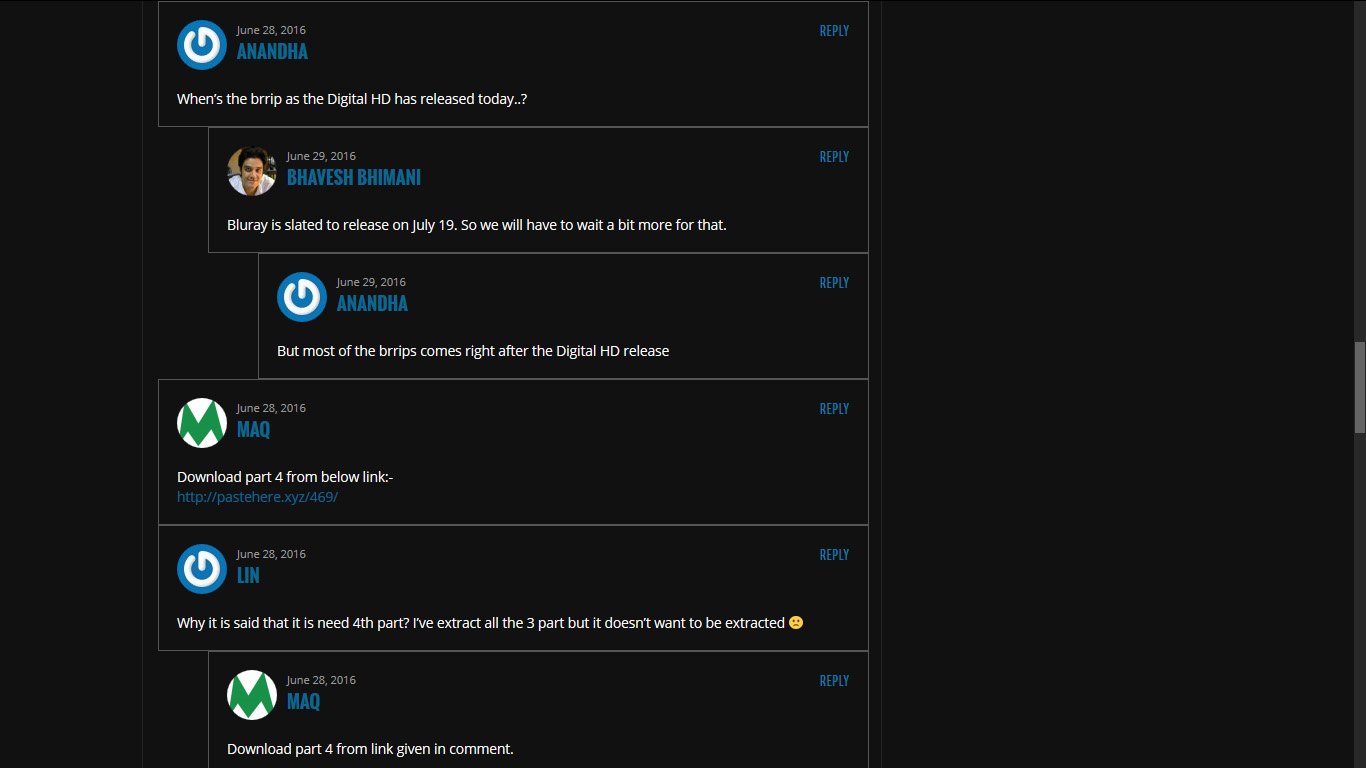 June 28, 2016
REPLY
ANANDHA
When's the brrip as the Digital HD has released today..?
June 29, 2016
REPLY
BHAVESH BHIMANI
Bluray is slated to release on July 19. So we will have to wait a bit more for that.
June 29, 2016
REPLY
ANANDHA
But most of the brrips comes right after the Digital HD release
June 28, 2016
REPLY
MAQ
Download part 4 from below link:-
http://pastehere.xyz/469/
June 28, 2016
REPLY
LIN
Why it is said that it is need 4th part? I've extract all the 3 part but it doesn't want to be extracted 🙁
June 28, 2016
REPLY
MAQ
Download part 4 from link given in comment.